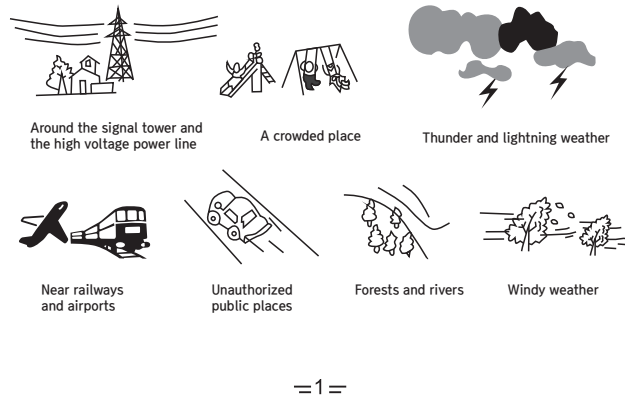 Around the signal tower and
the high voltage power line
A crowded place
Thunder and lightning weather
Near railways
and airports
Unauthorized
public places
Forests and rivers
Windy weather
1